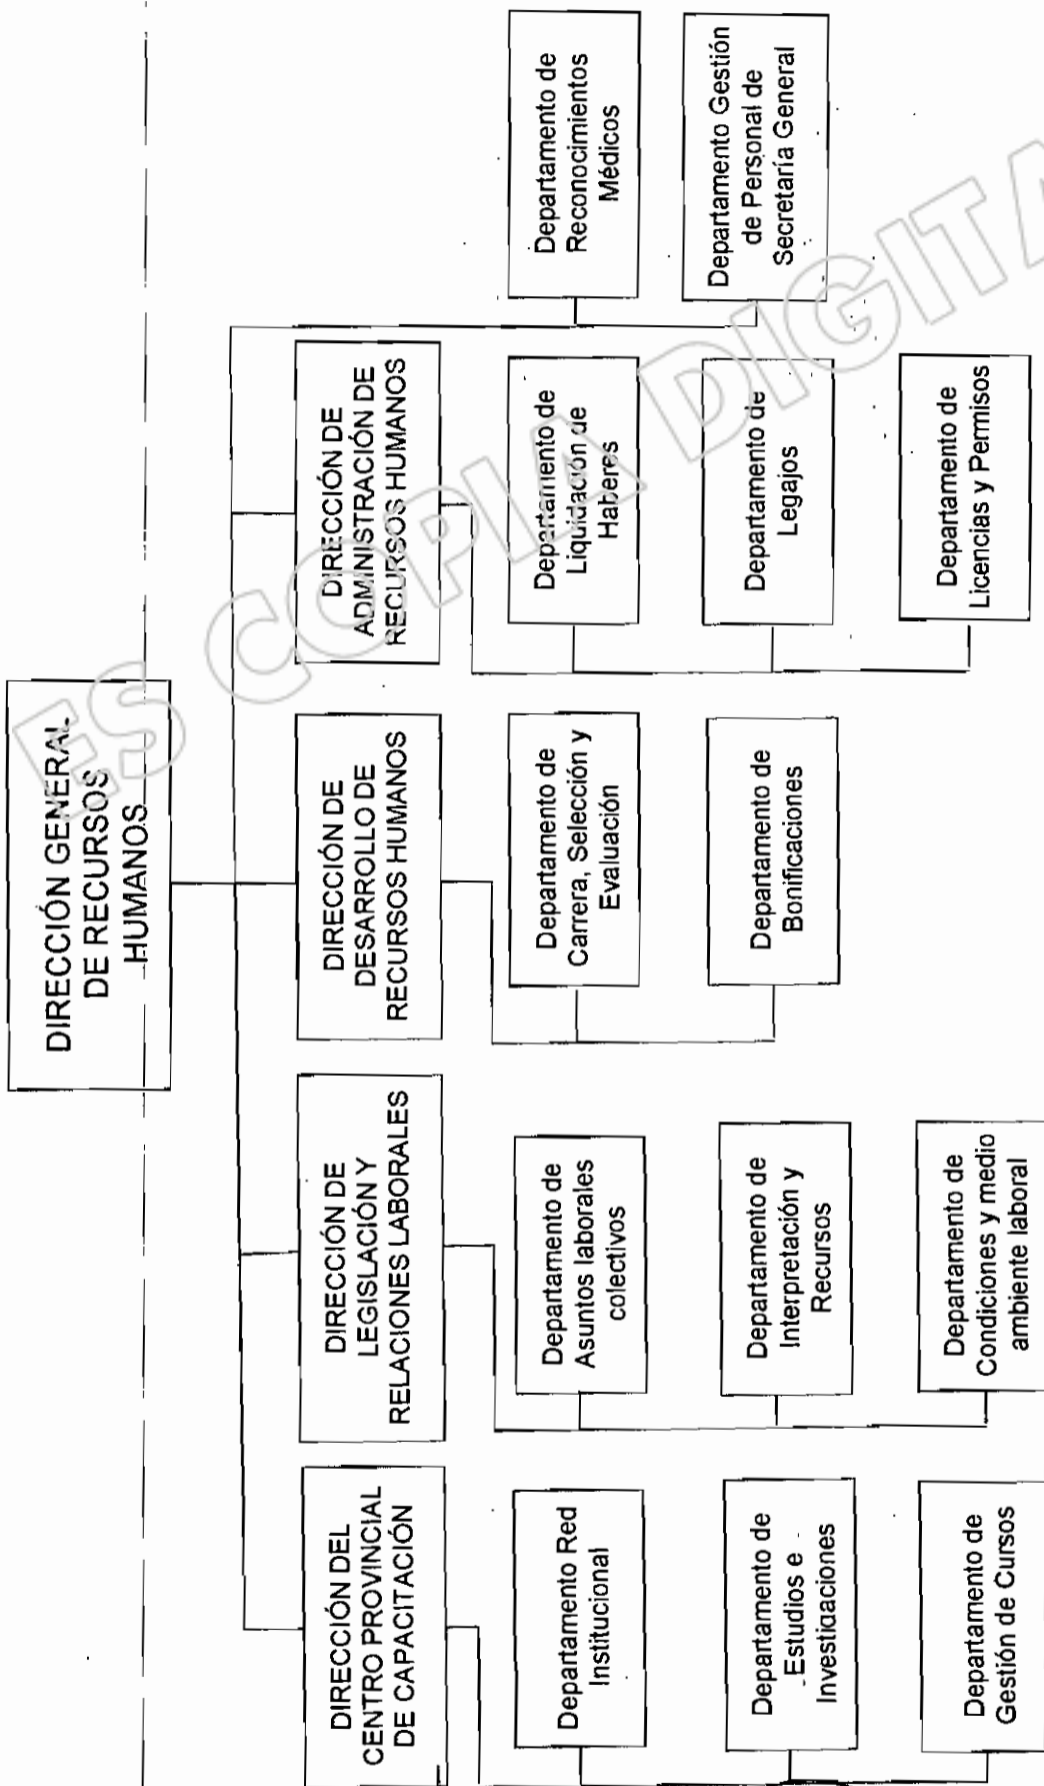 DIRECCIÓN GENERAL
DE RECURSOS
HUMANOS
DIRECCIÓN DEL
CENTRO PROVINCIAL
DE CAPACITACIÓN
Departamento Red
Institucional
Departamento de
Estudios e
Investigaciones
Departamento de
Gestión de Cursos
DIRECCIÓN DE
LEGISLACIÓN Y
RELACIONES LABORALES
Departamento de
Asuntos laborales
colectivos
Departamento de
Interpretación y
Recursos
Departamento de
Condiciones y medio
ambiente laboral
DIRECCIÓN DE
DESARROLLO DE
RECURSOS HUMANOS
Departamento de
Carrera, Selección y
Evaluación
Departamento de
Bonificaciones
DIRECCIÓN DE
ADMINISTRACIÓN DE
RECURSOS HUMANOS
Departamento de
Liquidación de
Haberes
Departamento de
Legajos
Departamento de
Licencias y Permisos
Departamento de
Reconocimientos
Médicos
Departamento Gestión
de Personal de
Secretaría General
ES COPIA DIGITA